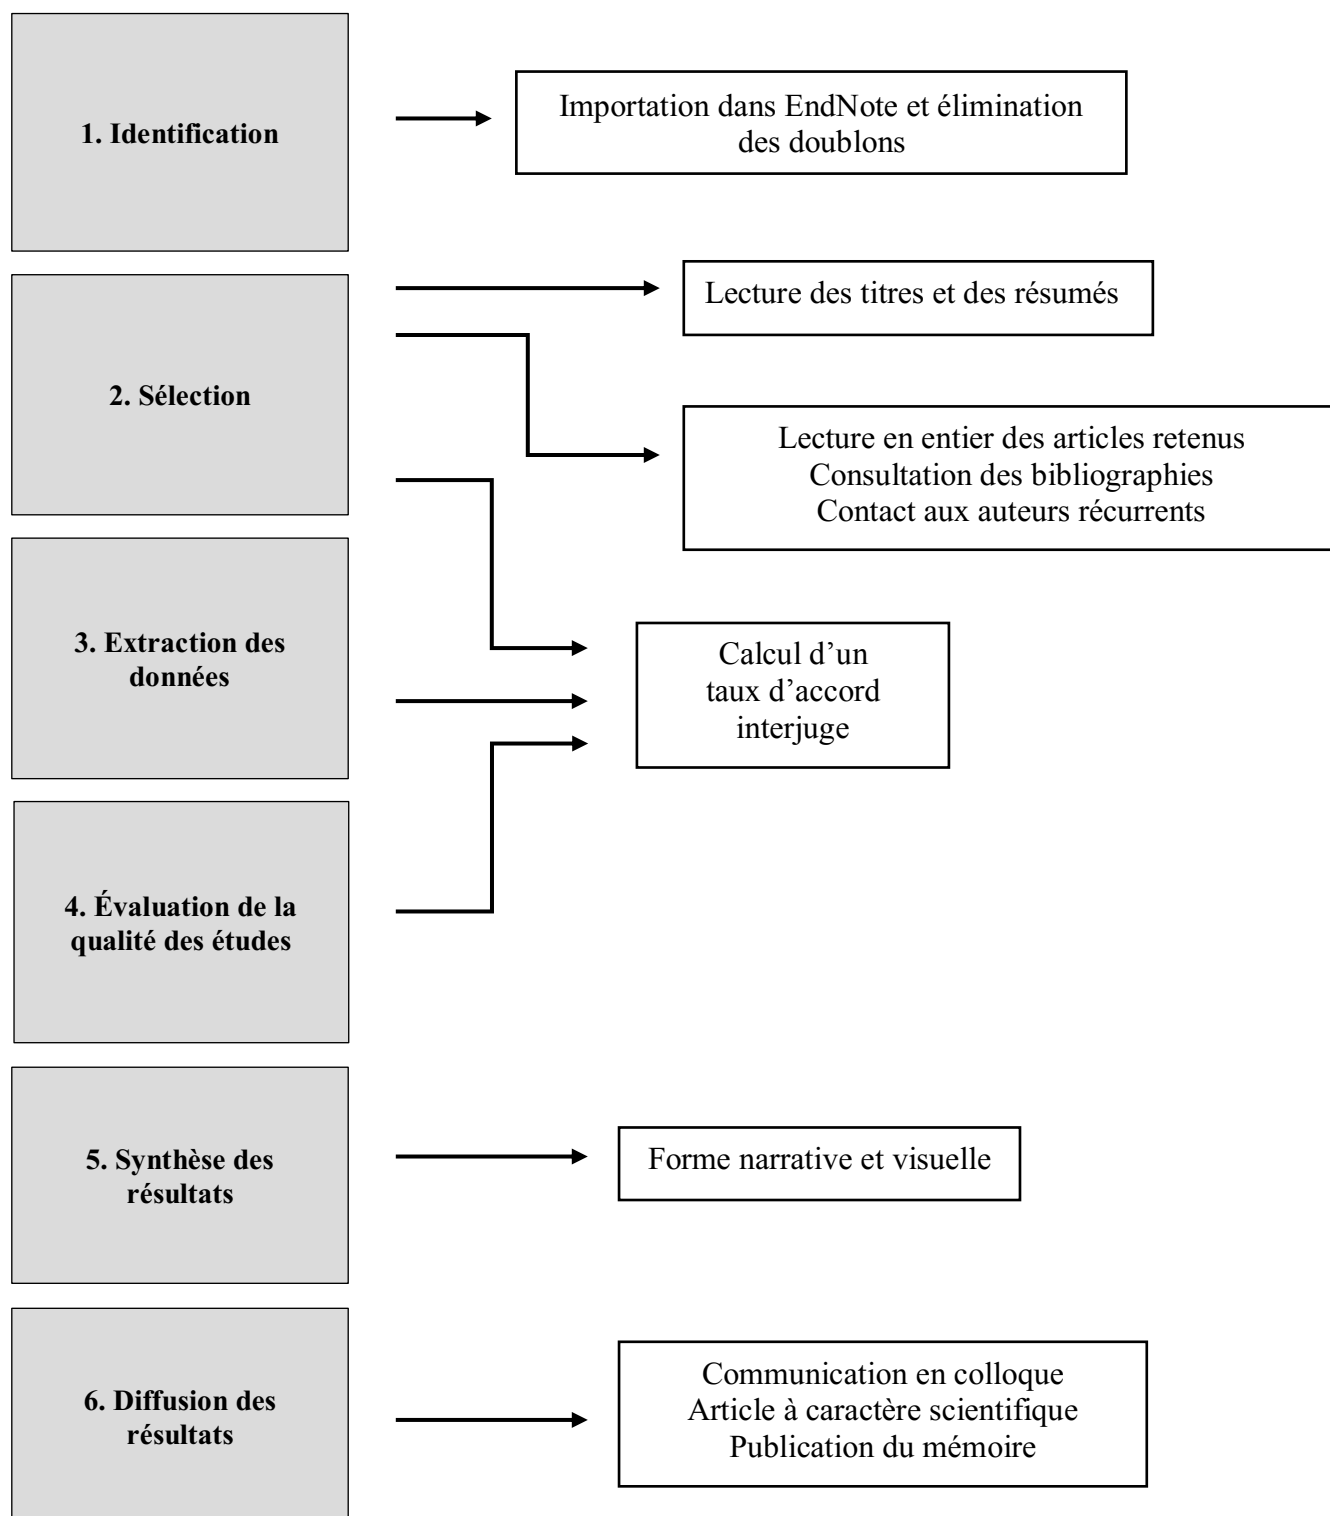 1. Identification
Importation dans EndNote et élimination
des doublons
2. Sélection
Lecture des titres et des résumés
Lecture en entier des articles retenus
Consultation des bibliographies
Contact aux auteurs récurrents
3. Extraction des
données
Calcul d’un
taux d’accord
interjuge
4. Évaluation de la
qualité des études
5. Synthèse des
résultats
Forme narrative et visuelle
6. Diffusion des
résultats
Communication en colloque
Article à caractère scientifique
Publication du mémoire